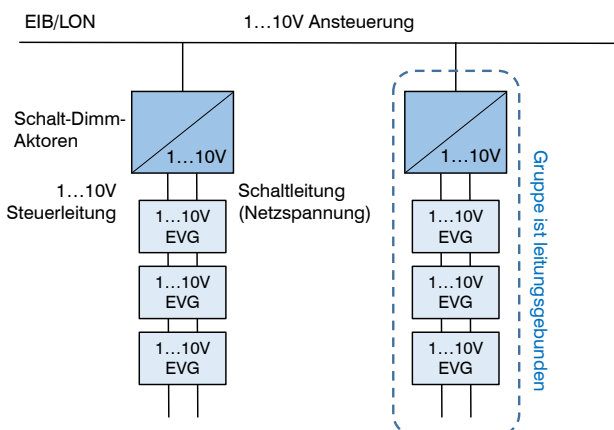 EIB/LON
1…10V Ansteuerung
Schalt-Dimm-
Aktoren
1…10V
1…10V
Steuerleitung
Schaltleitung
(Netzspannung)
1…10V
EVG
1…10V
EVG
1…10V
EVG
1…10V
1…10V
EVG
1…10V
EVG
1…10V
EVG
Gruppe ist leitungsgebunden